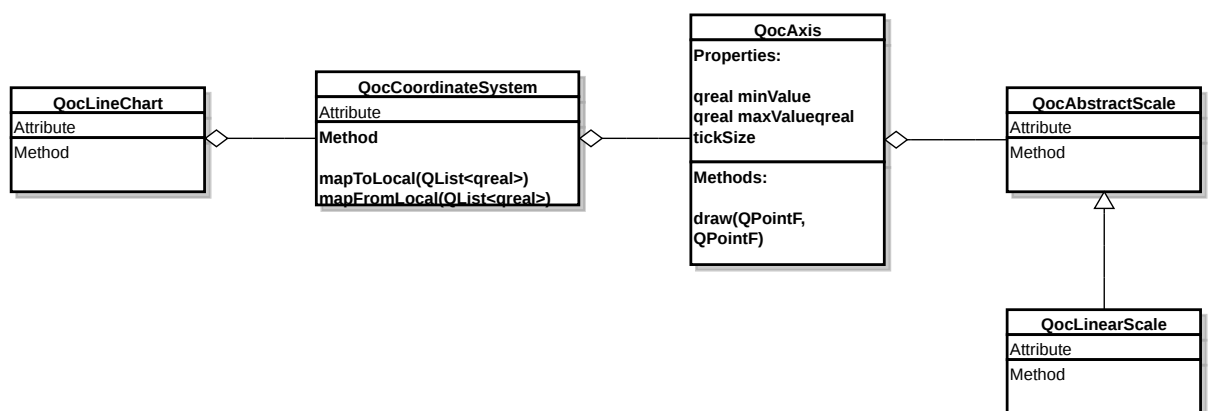 QocLineChart
Attribute
Method
QocCoordinateSystem
Attribute
Method
mapToLocal(QList<qreal>)
mapFromLocal(QList<qreal>)
QocAxis
Properties:
qreal minValue
qreal maxValueqreal
tickSize
Methods:
draw(QPointF,
QPointF)
QocAbstractScale
Attribute
Method
QocLinearScale
Attribute
Method